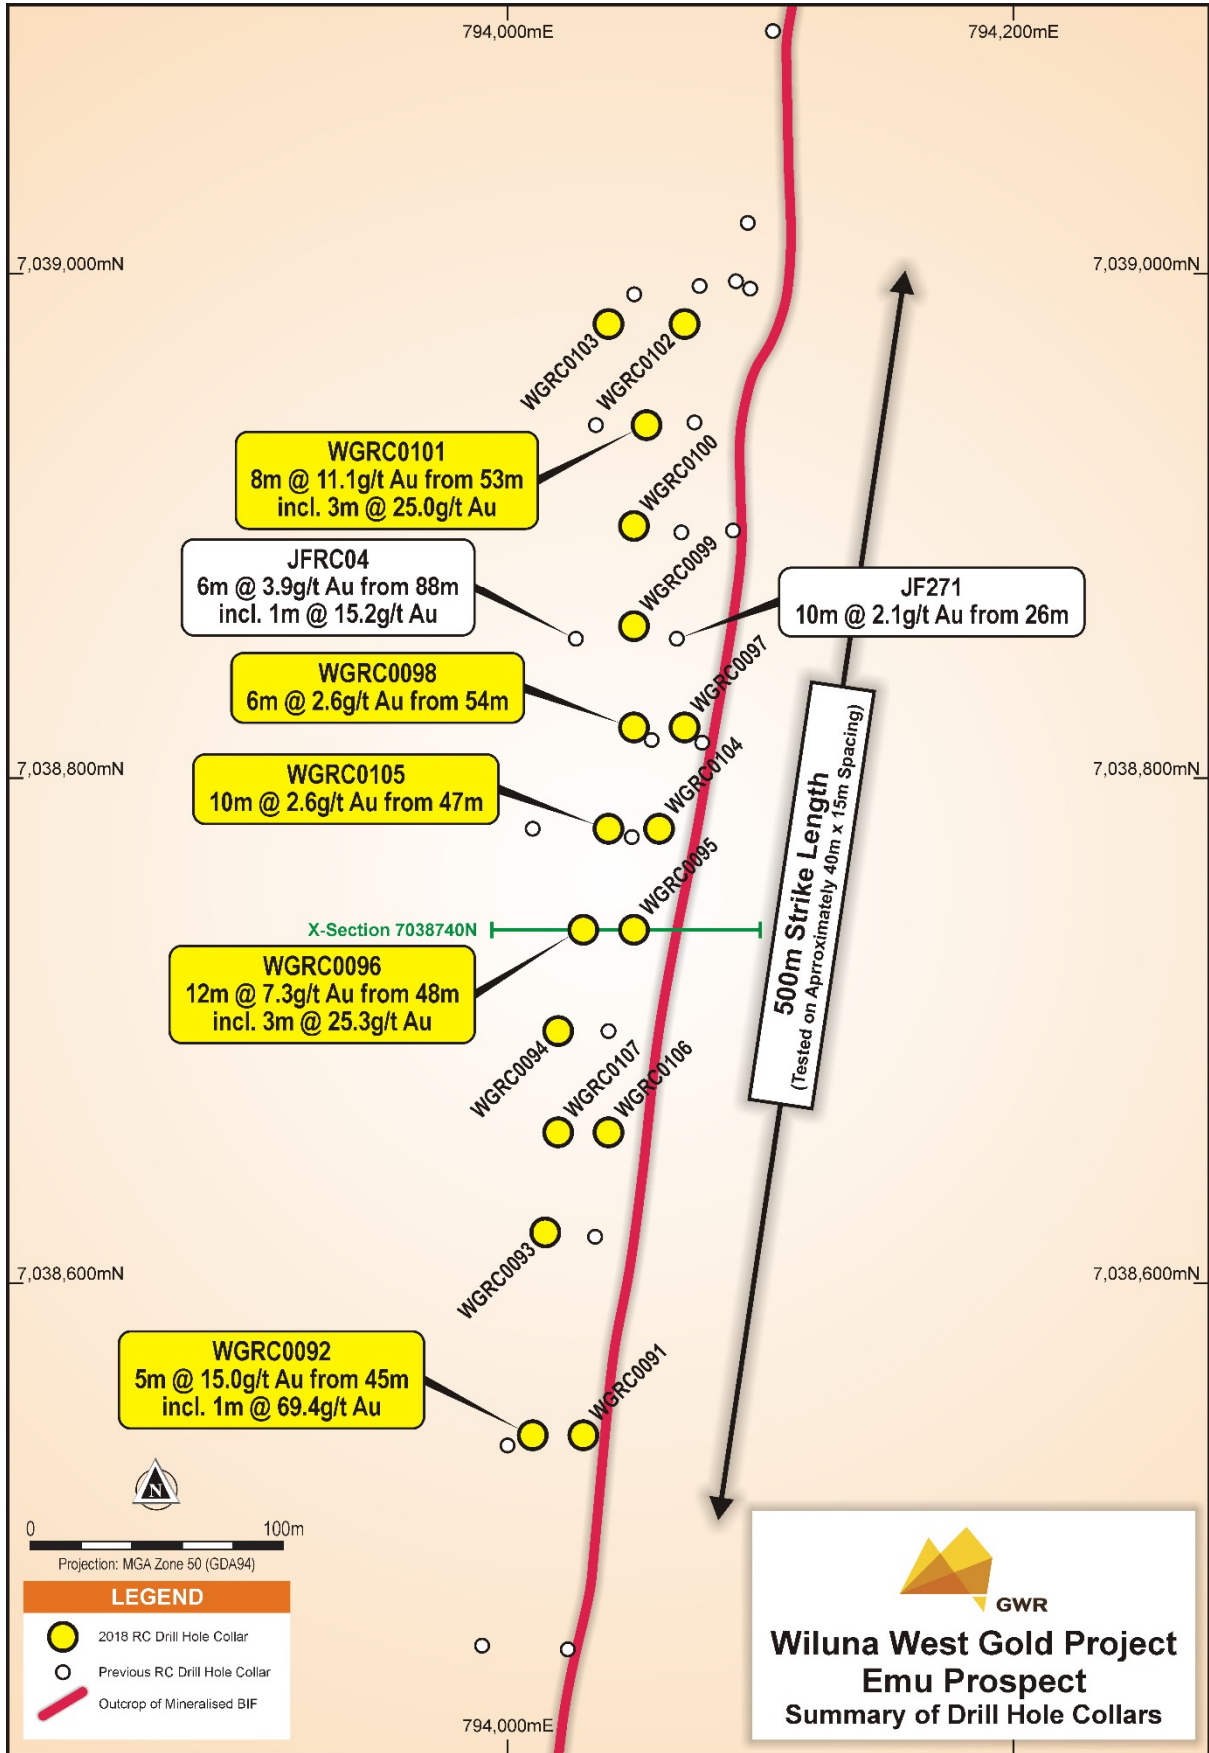 794,000mE
794,200mE
7,039,000mN
7,039,000mN
WGRC0103
WGRC0102
WGRC0101
8m @ 11.1g/t Au from 53m
incl. 3m @ 25.0g/t Au
WGRC0100
JFRC04
6m @ 3.9g/t Au from 88m
incl. 1m @ 15.2g/t Au
WGRC0099
JF271
10m @ 2.1g/t Au from 26m
WGRC0098
6m @ 2.6g/t Au from 54m
WGRC0097
7,038,800mN
7,038,800mN
WGRC0105
10m @ 2.6g/t Au from 47m
WGRC0104
500m Strike Length
(Tested on Aprroximately 40m x 15m Spacing)
WGRC0095
X-Section 7038740N
WGRC0096
12m @ 7.3g/t Au from 48m
incl. 3m @ 25.3g/t Au
WGRC0094
WGRC0107
WGRC0106
WGRC0093
7,038,600mN
7,038,600mN
WGRC0092
5m @ 15.0g/t Au from 45m
incl. 1m @ 69.4g/t Au
WGRC0091
N
0 100m
Projection: MGA Zone 50 (GDA94)
LEGEND
2018 RC Drill Hole Collar
Previous RC Drill Hole Collar
Outcrop of Mineralised BIF
794,000mE
GWR
Wiluna West Gold Project
Emu Prospect
Summary of Drill Hole Collars